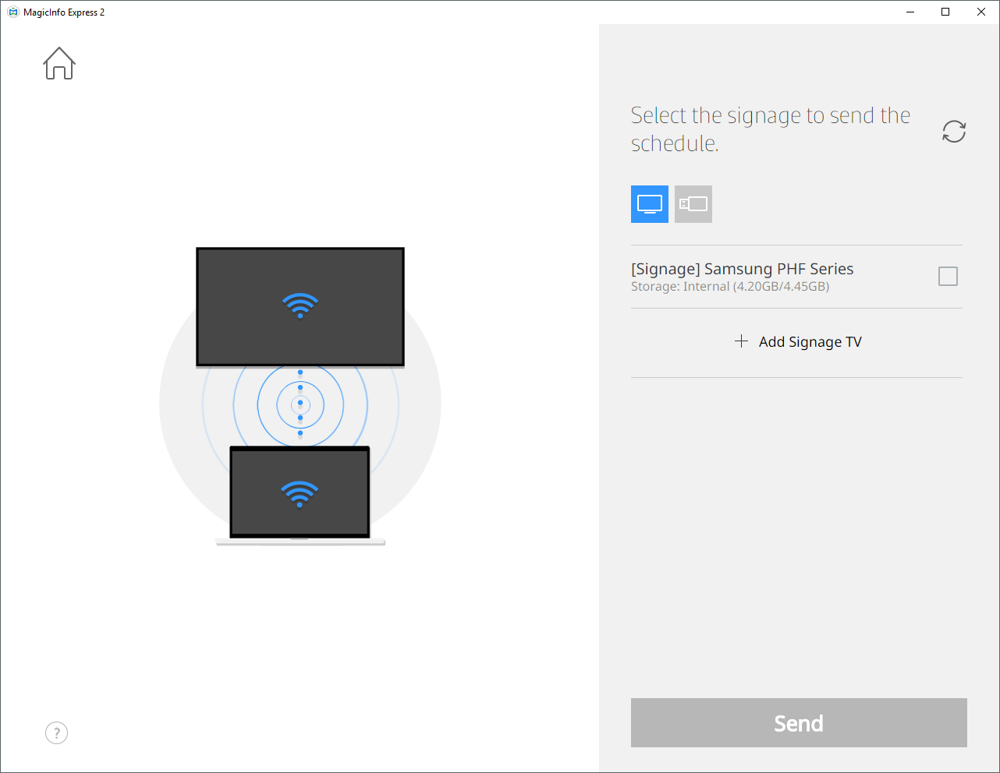 MagicInfo Express 2
Select the signage to send the
schedule.
[Signage] Samsung PHF Series
Storage: Internal (4.20GB/4.45GB)
+ Add Signage TV
Send
?